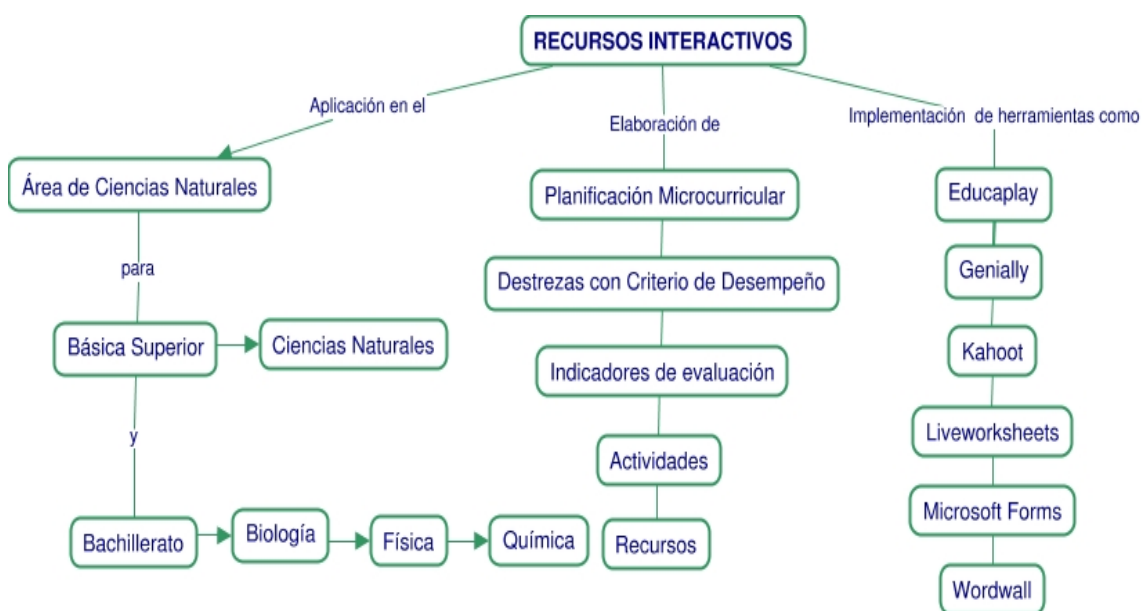 RECURSOS INTERACTIVOS
Aplicación en el
Elaboración de
Implementación de herramientas como
Área de Ciencias Naturales
Planificación Microcurricular
Educaplay
para
Destrezas con Criterio de Desempeño
Genially
Básica Superior
Ciencias Naturales
Indicadores de evaluación
Kahoot
y
Actividades
Liveworksheets
Bachillerato
Biología
Física
Química
Recursos
Microsoft Forms
Wordwall